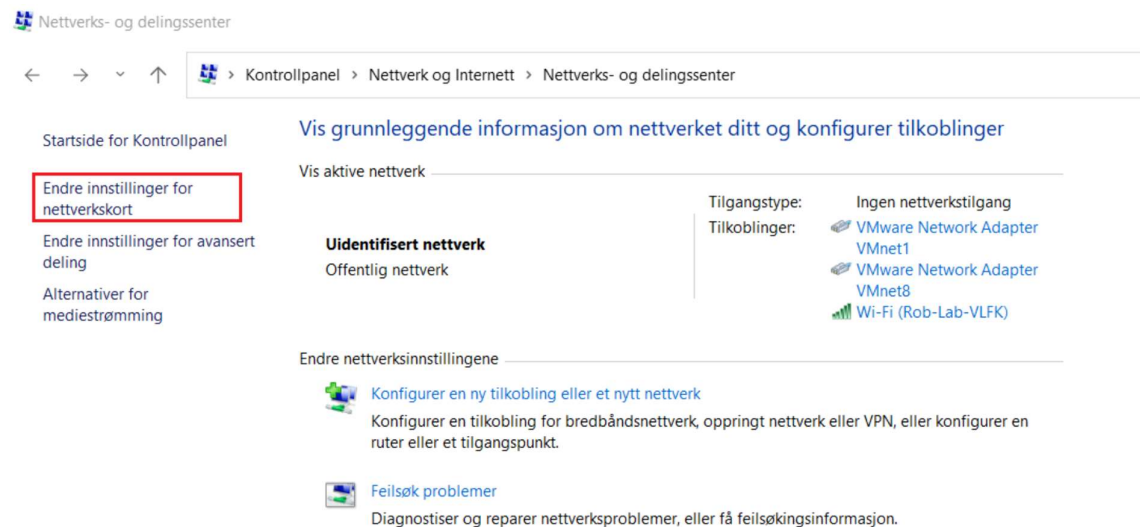 Nettverks- og delingssenter
Kontrollpanel > Nettverk og Internett > Nettverks- og delingssenter
Startside for Kontrollpanel
Endre innstillinger for
nettverkskort
Endre innstillinger for avansert
deling
Alternativer for
mediestrømming
Vis grunnleggende informasjon om nettverket ditt og konfigurer tilkoblinger
Vis aktive nettverk
Uidentifisert nettverk
Offentlig nettverk
Tilgangstype: Ingen nettverkstilgang
Tilkoblinger: VMware Network Adapter
VMnet1
VMware Network Adapter
VMnet8
Wi-Fi (Rob-Lab-VLFK)
Endre nettverksinnstillingene
Konfigurer en ny tilkobling eller et nytt nettverk
Konfigurer en tilkobling for bredbåndsnettverk, oppringt nettverk eller VPN, eller konfigurer en
ruter eller et tilgangspunkt.
Feilsøk problemer
Diagnostiser og reparer nettverksproblemer, eller få feilsøkingsinformasjon.